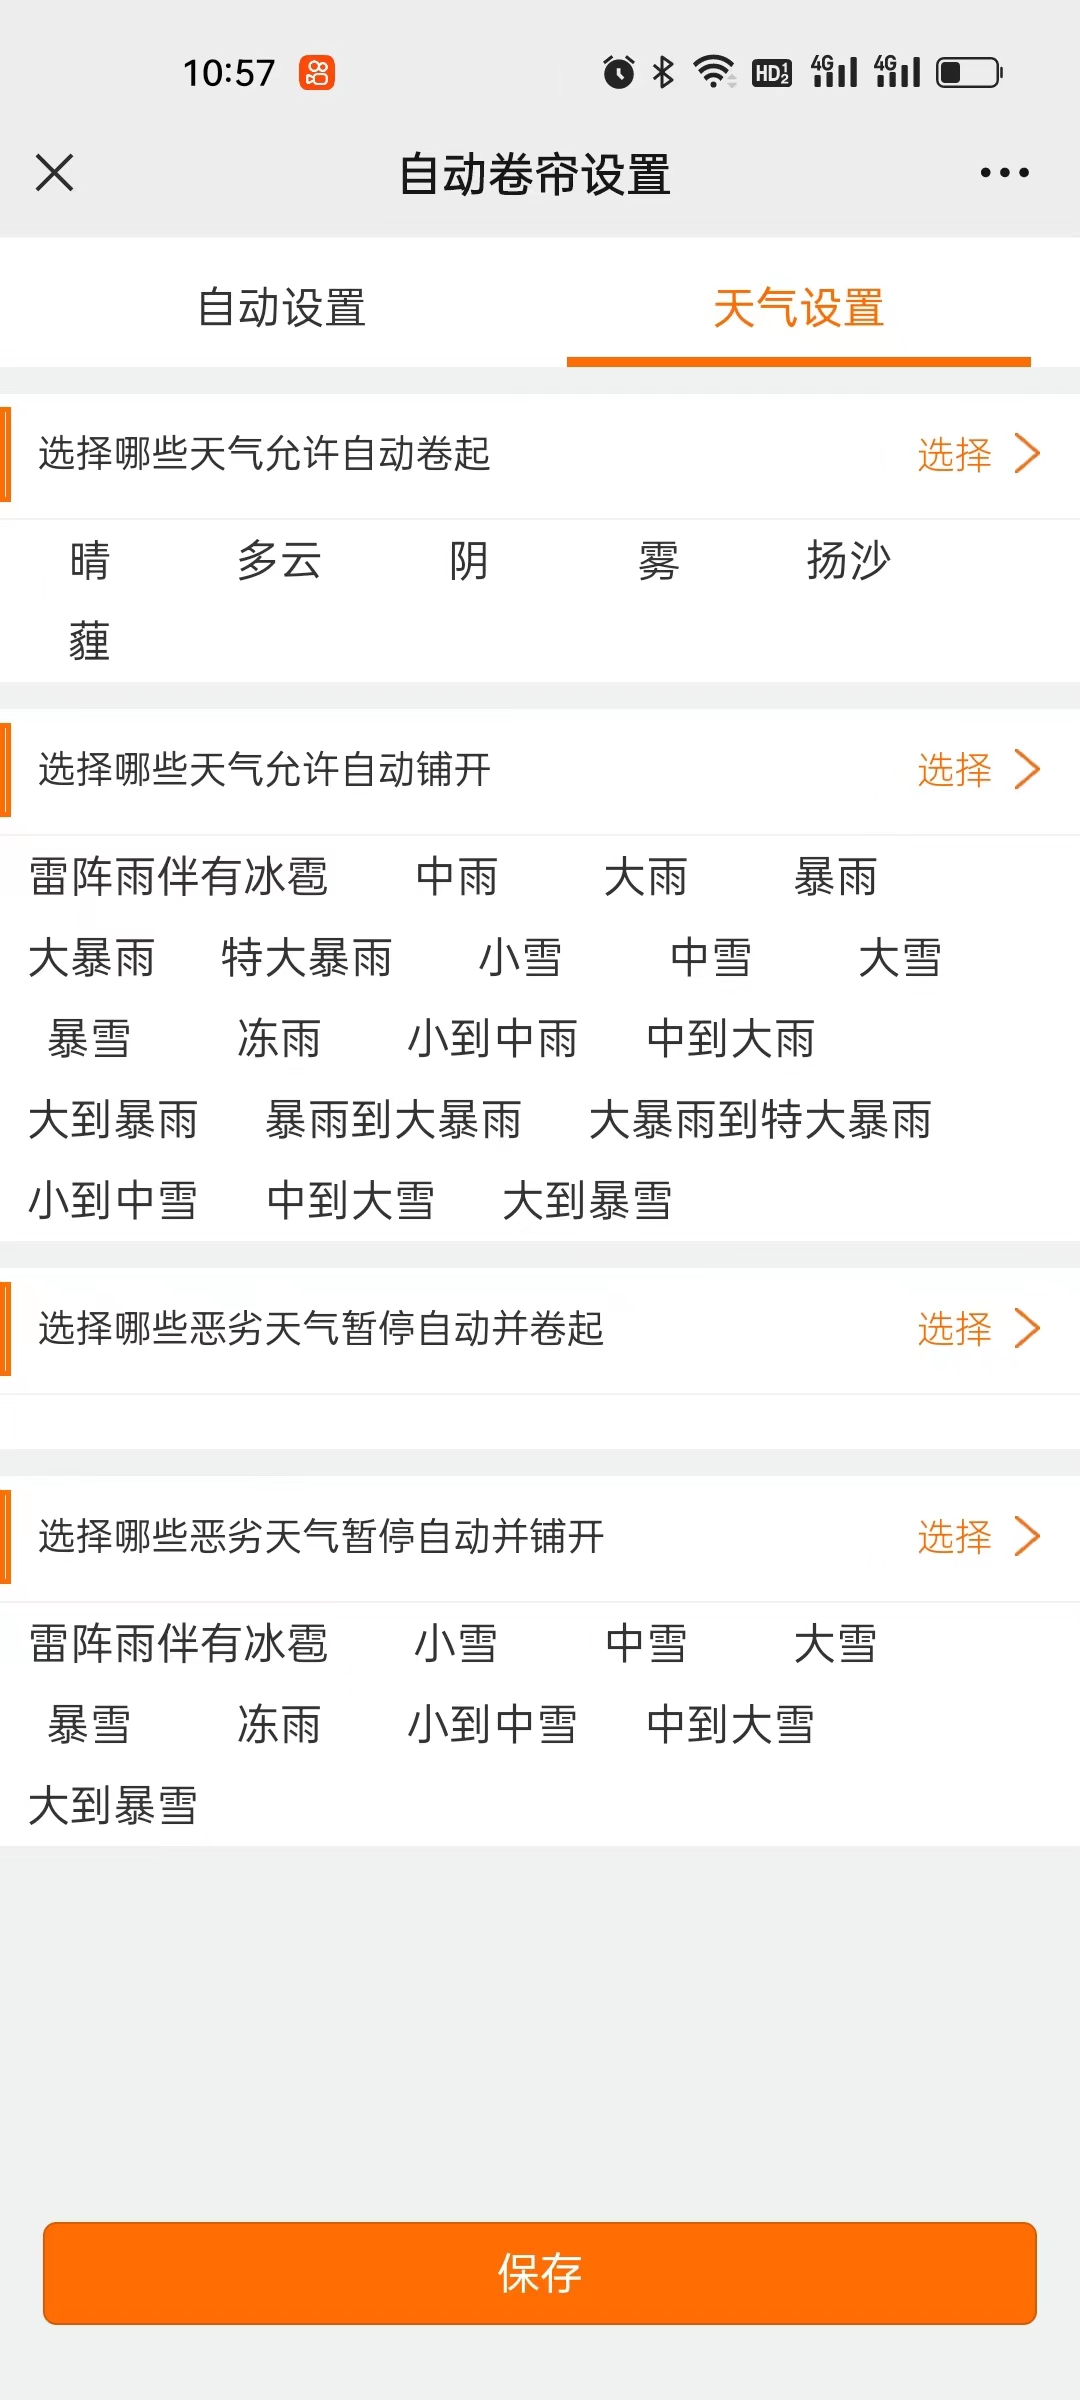 10:57
HD 1 2 4G 4G
自动卷帘设置
自动设置 天气设置
选择哪些天气允许自动卷起 选择
晴 多云 阴 雾 扬沙
薶
选择哪些天气允许自动铺开 选择
雷阵雨伴有冰雹 中雨 大雨 暴雨
大暴雨 特大暴雨 小雪 中雪 大雪
暴雪 冻雨 小到中雨 中到大雨
大到暴雨 暴雨到大暴雨 大暴雨到特大暴雨
小到中雪 中到大雪 大到暴雪
选择哪些恶劣天气暂停自动并卷起 选择
选择哪些恶劣天气暂停自动并铺开 选择
雷阵雨伴有冰雹 小雪 中雪 大雪
暴雪 冻雨 小到中雪 中到大雪
大到暴雪
保存